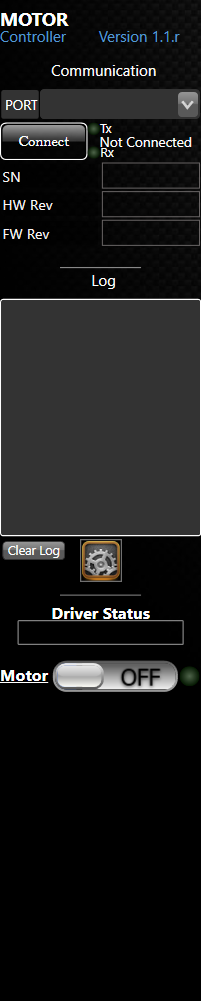 MOTOR
Controller Version 1.1.r
Communication
PORT
Tx
Connect Not Connected
Rx
SN
HW Rev
FW Rev
Log
Clear Log
Driver Status
Motor OFF